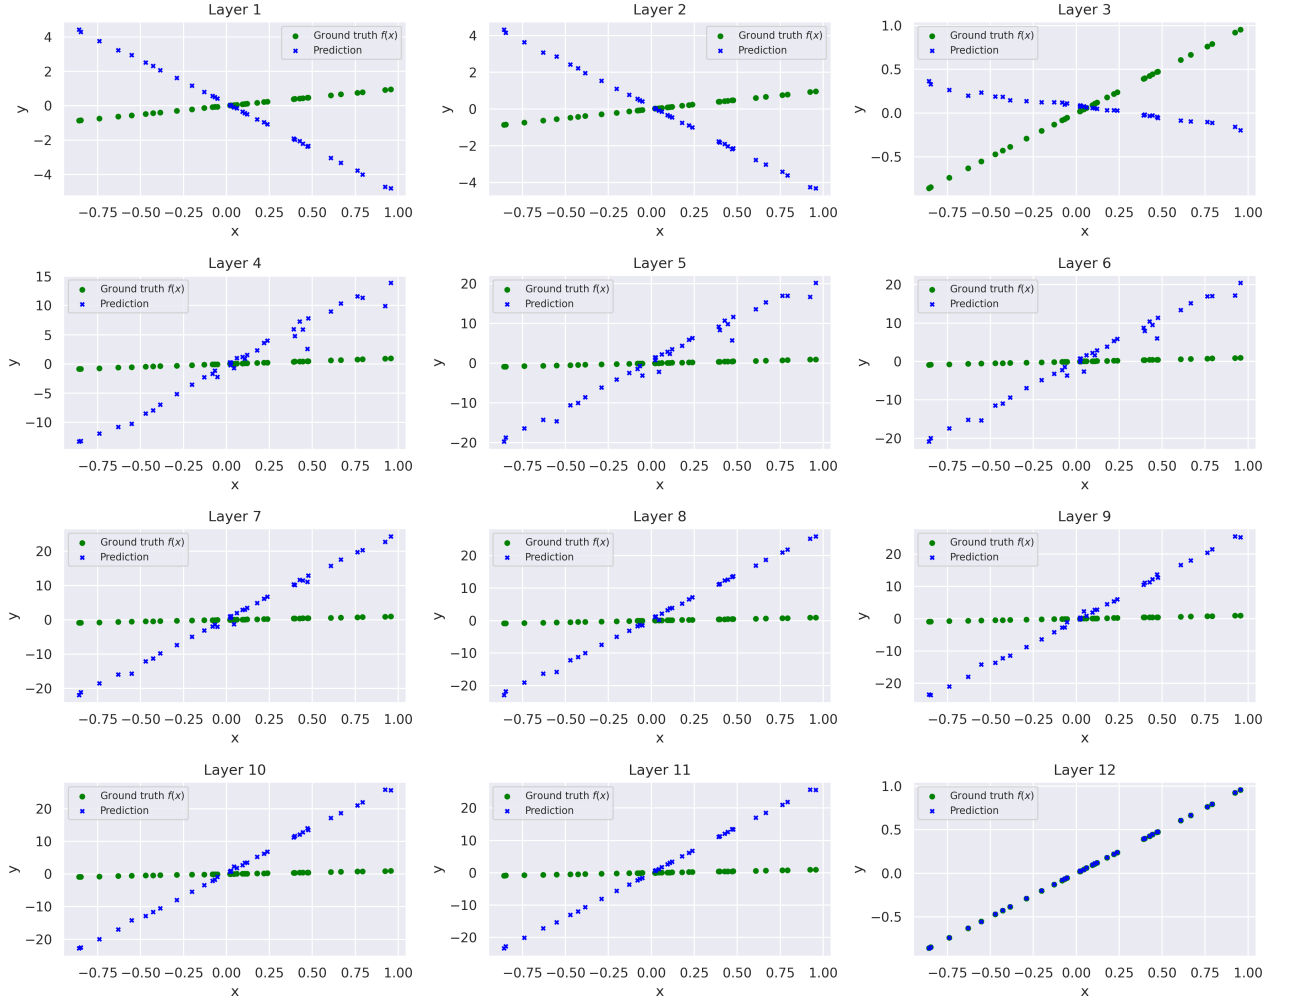 Layer 1
Layer 2
Layer 3
4
2
0
−2
−4
y
Ground truth f(x)
Prediction
−0.75 −0.50 −0.25 0.00 0.25 0.50 0.75 1.00
x
4
2
0
−2
−4
y
Ground truth f(x)
Prediction
−0.75 −0.50 −0.25 0.00 0.25 0.50 0.75 1.00
x
1.0
0.5
0.0
−0.5
y
Ground truth f(x)
Prediction
−0.75 −0.50 −0.25 0.00 0.25 0.50 0.75 1.00
x
Layer 4
Layer 5
Layer 6
15
10
5
0
−5
−10
y
Ground truth f(x)
Prediction
−0.75 −0.50 −0.25 0.00 0.25 0.50 0.75 1.00
x
20
10
0
−10
−20
y
Ground truth f(x)
Prediction
−0.75 −0.50 −0.25 0.00 0.25 0.50 0.75 1.00
x
20
10
0
−10
−20
y
Ground truth f(x)
Prediction
−0.75 −0.50 −0.25 0.00 0.25 0.50 0.75 1.00
x
Layer 7
Layer 8
Layer 9
20
10
0
−10
−20
y
Ground truth f(x)
Prediction
−0.75 −0.50 −0.25 0.00 0.25 0.50 0.75 1.00
x
20
10
0
−10
−20
y
Ground truth f(x)
Prediction
−0.75 −0.50 −0.25 0.00 0.25 0.50 0.75 1.00
x
20
10
0
−10
−20
y
Ground truth f(x)
Prediction
−0.75 −0.50 −0.25 0.00 0.25 0.50 0.75 1.00
x
Layer 10
Layer 11
Layer 12
20
10
0
−10
−20
y
Ground truth f(x)
Prediction
−0.75 −0.50 −0.25 0.00 0.25 0.50 0.75 1.00
x
20
10
0
−10
−20
y
Ground truth f(x)
Prediction
−0.75 −0.50 −0.25 0.00 0.25 0.50 0.75 1.00
x
1.0
0.5
0.0
−0.5
y
Ground truth f(x)
Prediction
−0.75 −0.50 −0.25 0.00 0.25 0.50 0.75 1.00
x